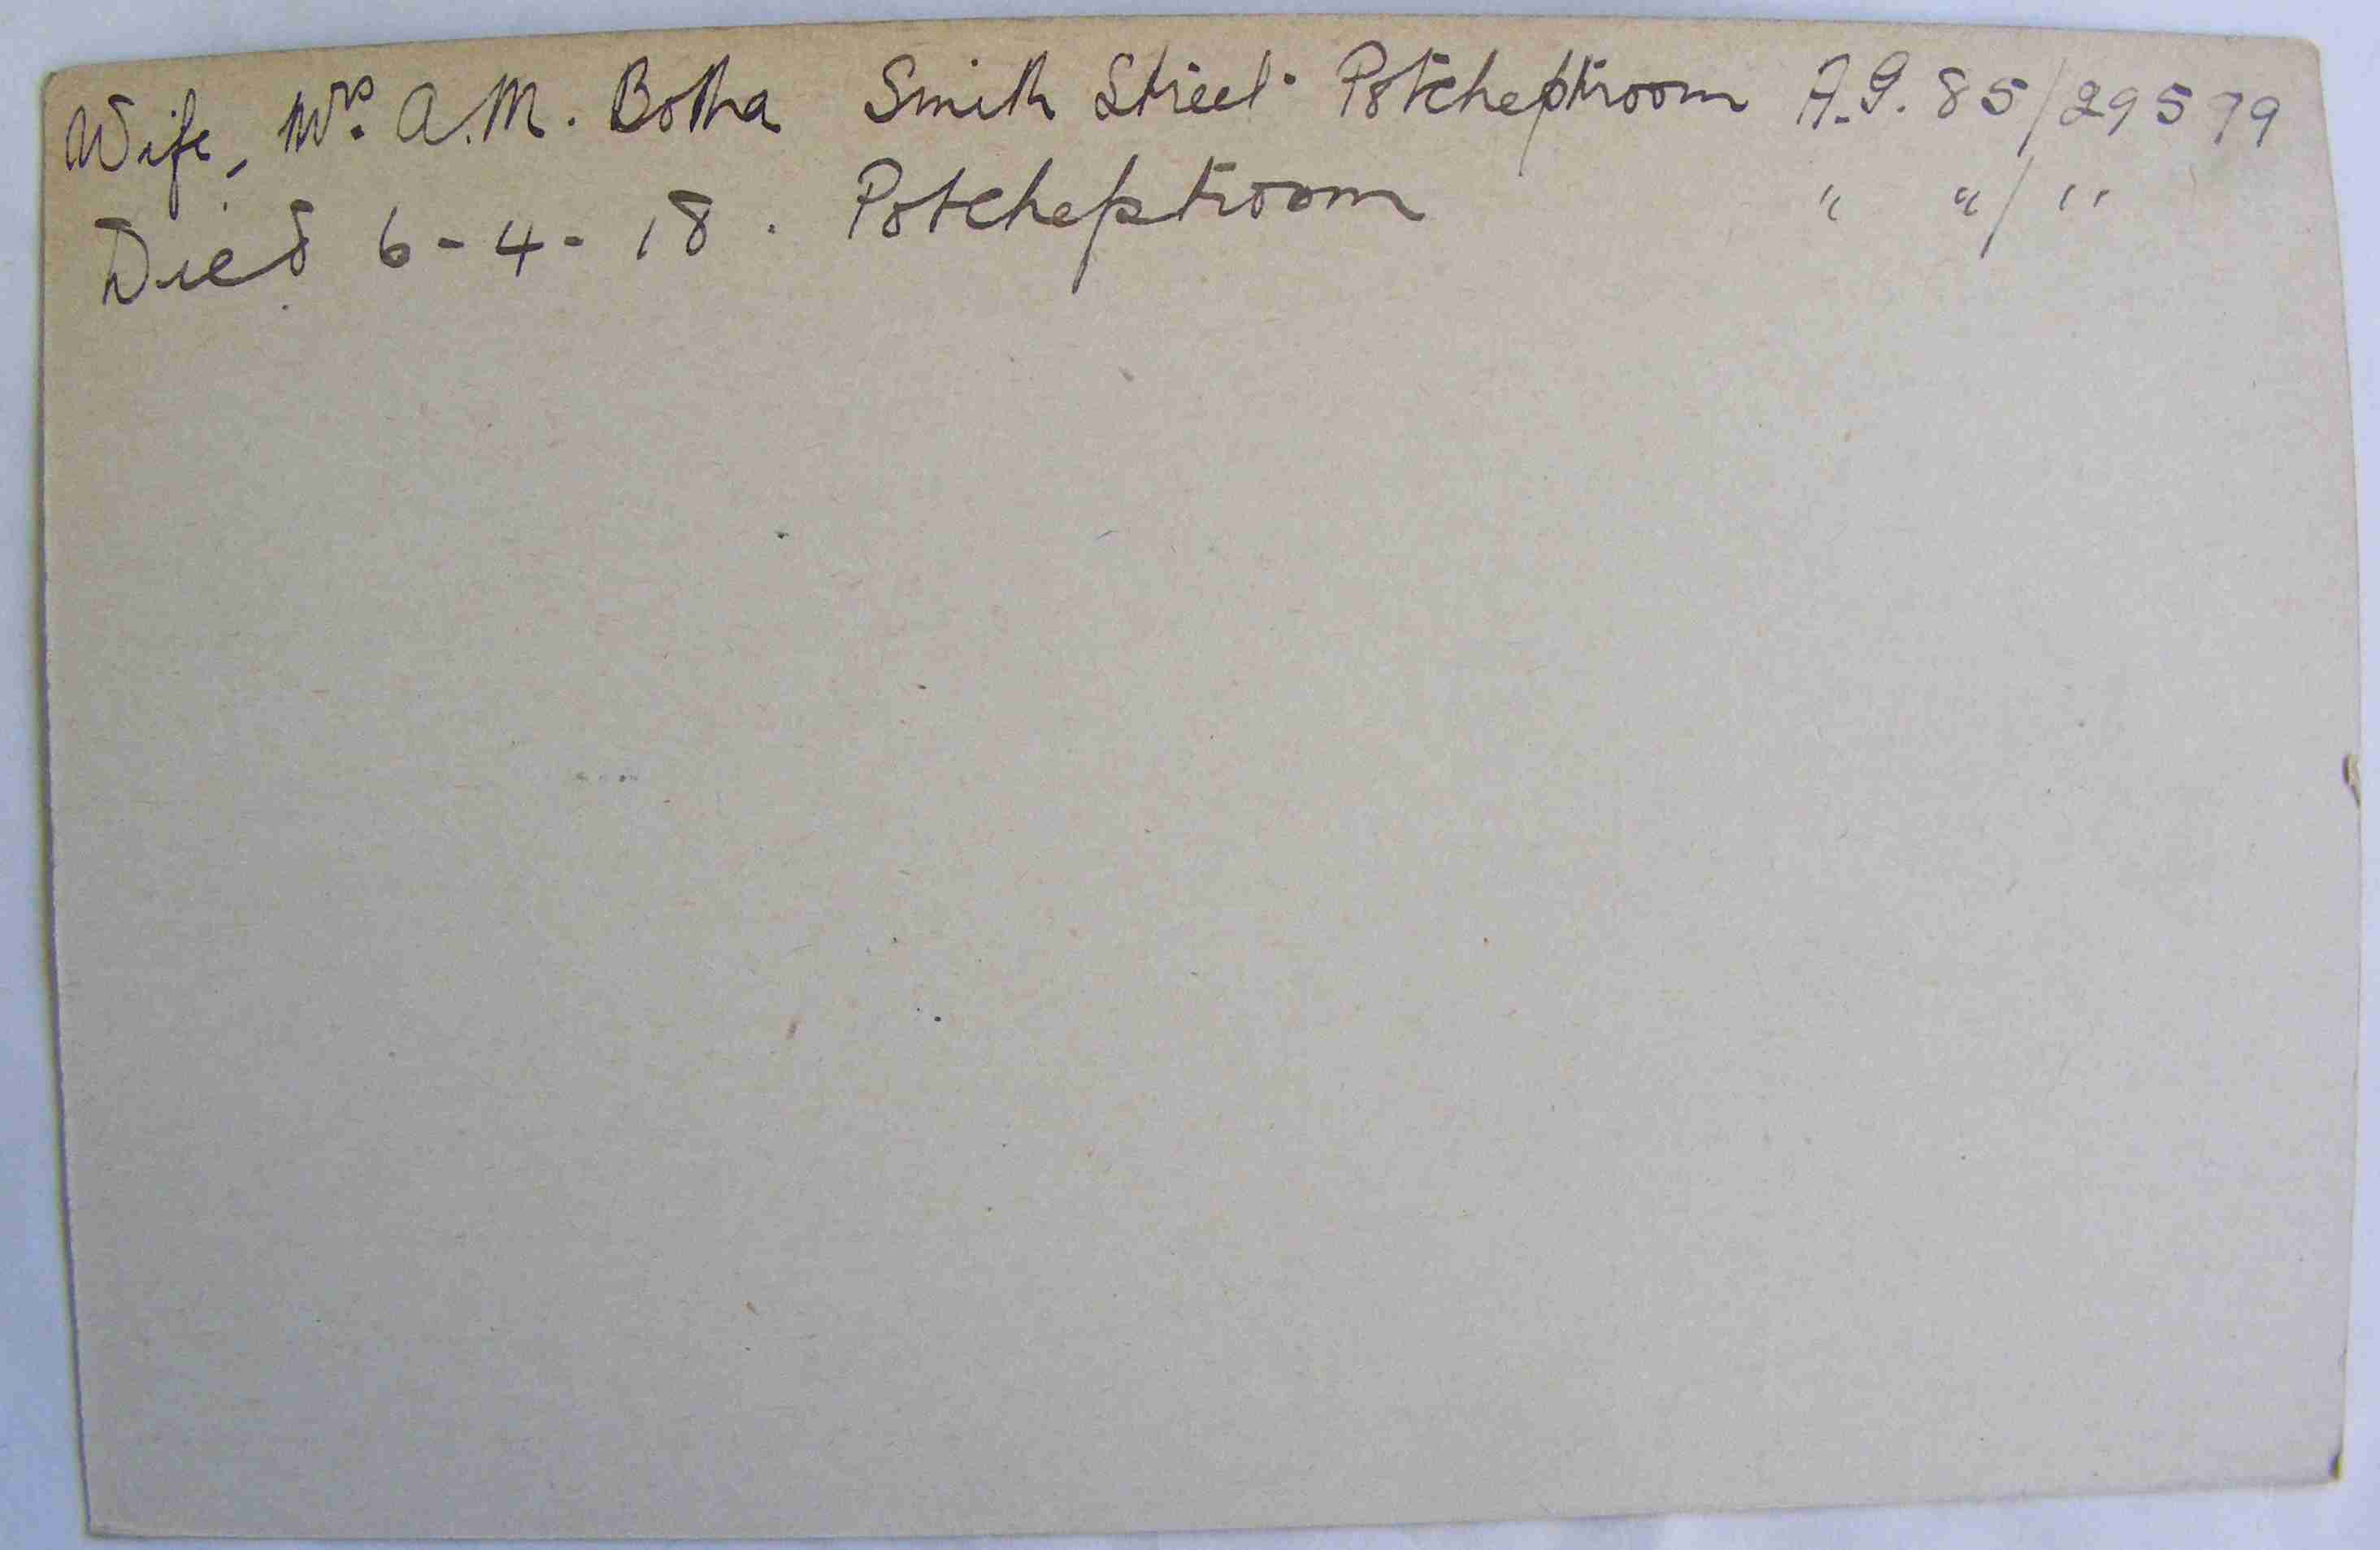 Wife, Mrs. A.M. Botha Smith Street Potchefstroom A.G. 85/29579
Died 6-4-18. Potchefstroom " "/ "